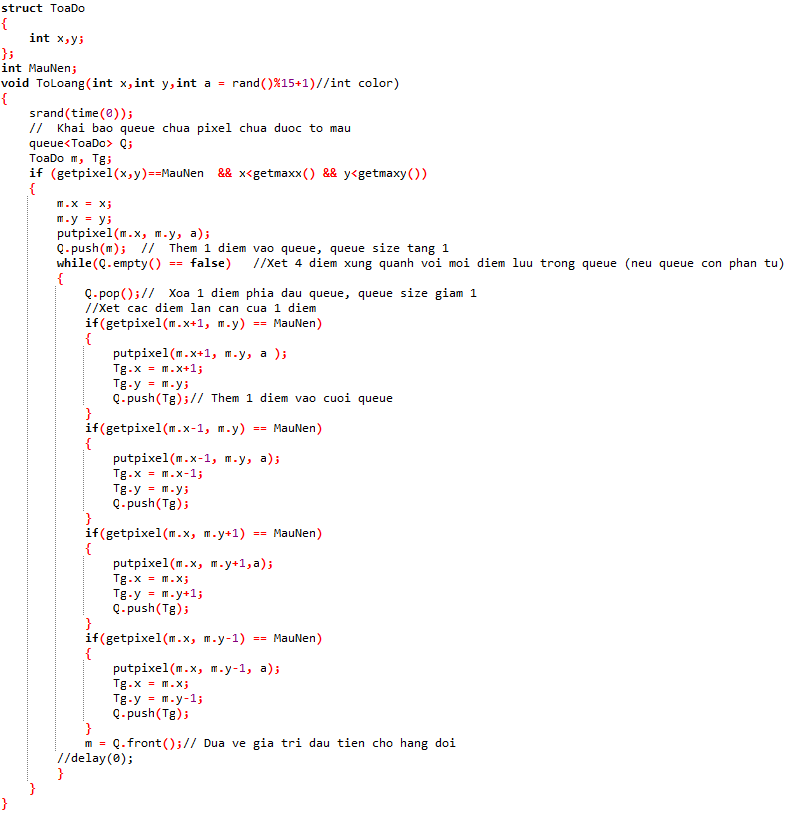 struct ToaDo
{
    int x,y;
};
int MauNen;
void ToLoang(int x,int y,int a = rand()%15+1)//int color)
{
    srand(time(0));
    //  Khai bao queue chua pixel chua duoc to mau
    queue<ToaDo> Q;
    ToaDo m, Tg;
    if (getpixel(x,y)==MauNen  && x<getmaxx() && y<getmaxy())
    {
        m.x = x;
        m.y = y;
        putpixel(m.x, m.y, a);
        Q.push(m);  //  Them 1 diem vao queue, queue size tang 1
        while(Q.empty() == false)   //Xet 4 diem xung quanh voi moi diem luu trong queue (neu queue con phan tu)
        {
            Q.pop();//  Xoa 1 diem phia dau queue, queue size giam 1
            //Xet cac diem lan can cua 1 diem
            if(getpixel(m.x+1, m.y) == MauNen)
            {
                putpixel(m.x+1, m.y, a );
                Tg.x = m.x+1;
                Tg.y = m.y;
                Q.push(Tg);// Them 1 diem vao cuoi queue
            }
            if(getpixel(m.x-1, m.y) == MauNen)
            {
                putpixel(m.x-1, m.y, a);
                Tg.x = m.x-1;
                Tg.y = m.y;
                Q.push(Tg);
            }
            if(getpixel(m.x, m.y+1) == MauNen)
            {
                putpixel(m.x, m.y+1,a);
                Tg.x = m.x;
                Tg.y = m.y+1;
                Q.push(Tg);
            }
            if(getpixel(m.x, m.y-1) == MauNen)
            {
                putpixel(m.x, m.y-1, a);
                Tg.x = m.x;
                Tg.y = m.y-1;
                Q.push(Tg);
            }
            m = Q.front();// Dua ve gia tri dau tien cho hang doi
        //delay(0);
        }
    }
}